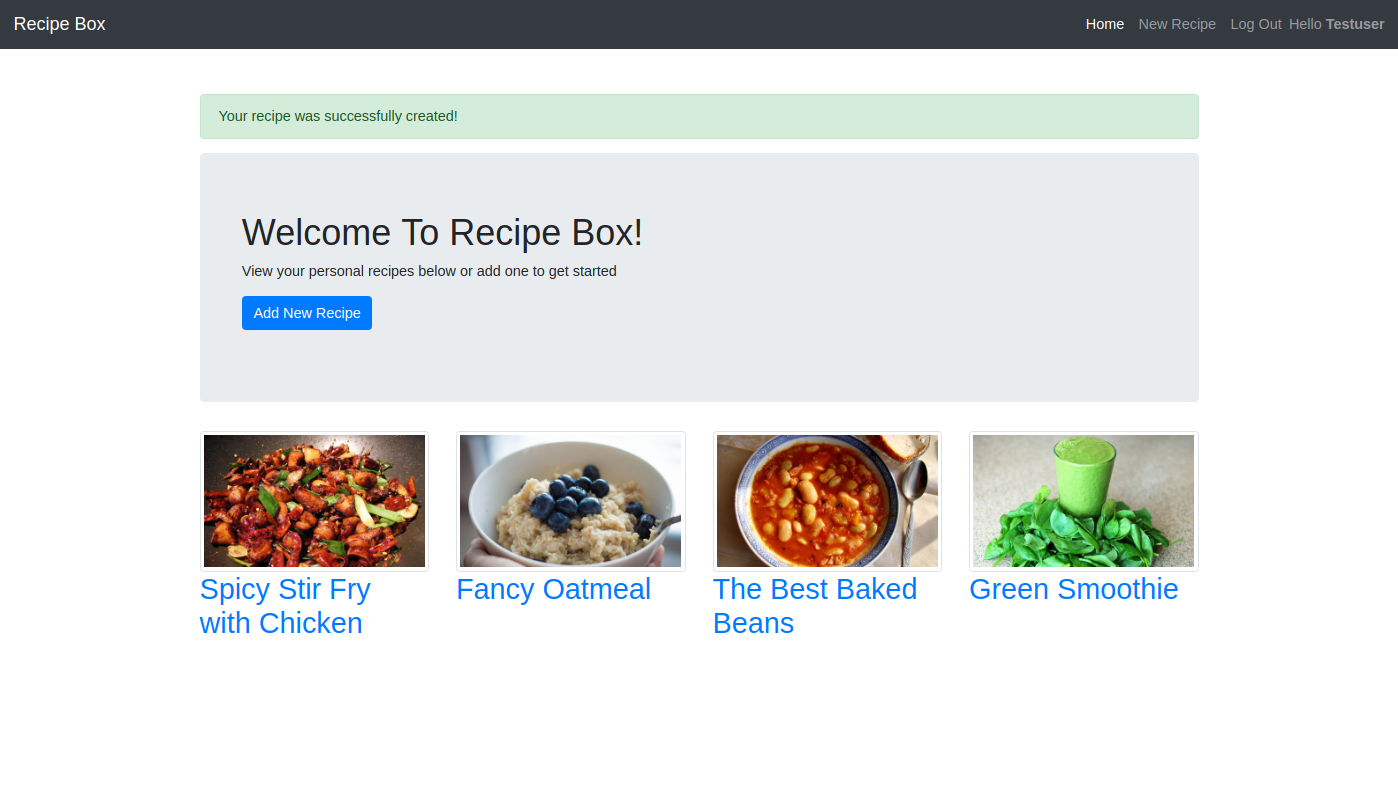 Recipe Box
Home New Recipe Log Out Hello Testuser
Your recipe was successfully created!
Welcome To Recipe Box!
View your personal recipes below or add one to get started
Add New Recipe
Spicy Stir Fry
with Chicken
Fancy Oatmeal
The Best Baked
Beans
Green Smoothie